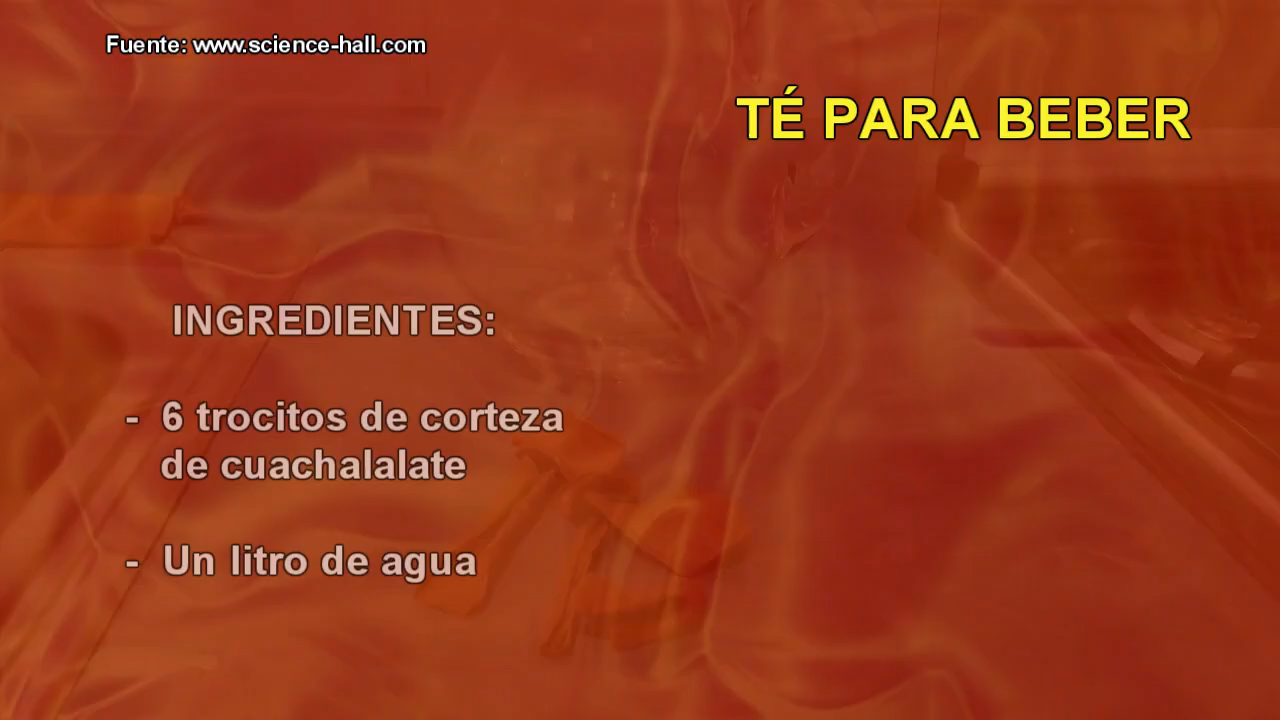 Fuente: www.science-hall.com
TÉ PARA BEBER
INGREDIENTES:
- 6 trocitos de corteza
de cuachalalate
- Un litro de agua